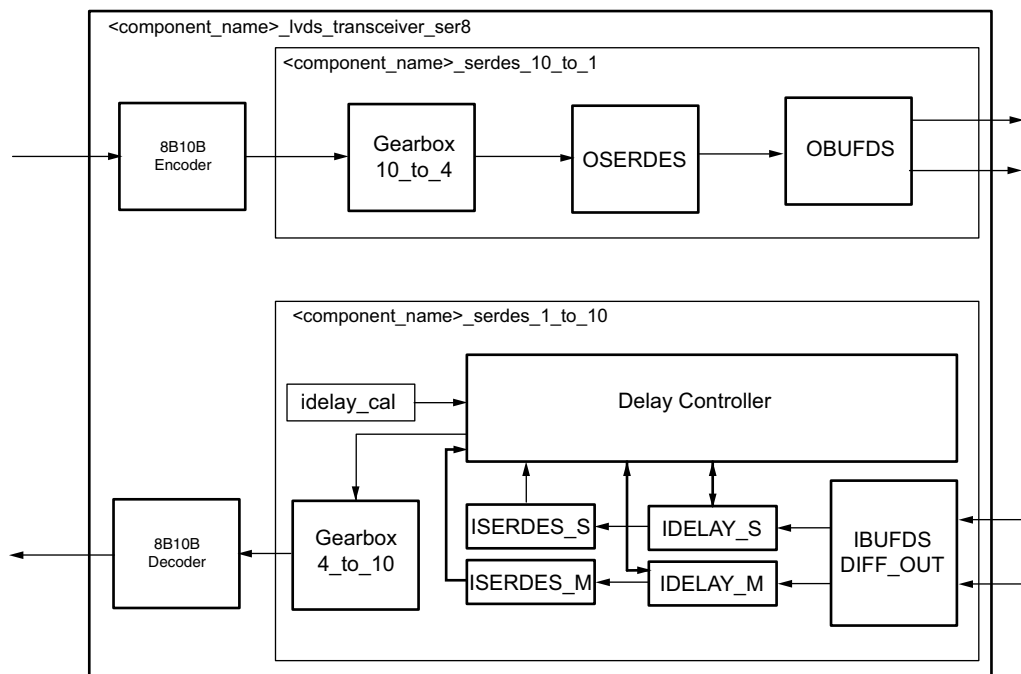 <component_name>_lvds_transceiver_ser8
<component_name>_serdes_10_to_1
8B10B
Encoder
Gearbox
10_to_4
OSERDES
OBUFDS
<component_name>_serdes_1_to_10
idelay_cal
Delay Controller
8B10B
Decoder
Gearbox
4_to_10
ISERDES_S
IDELAY_S
ISERDES_M
IDELAY_M
IBUFDS
DIFF_OUT